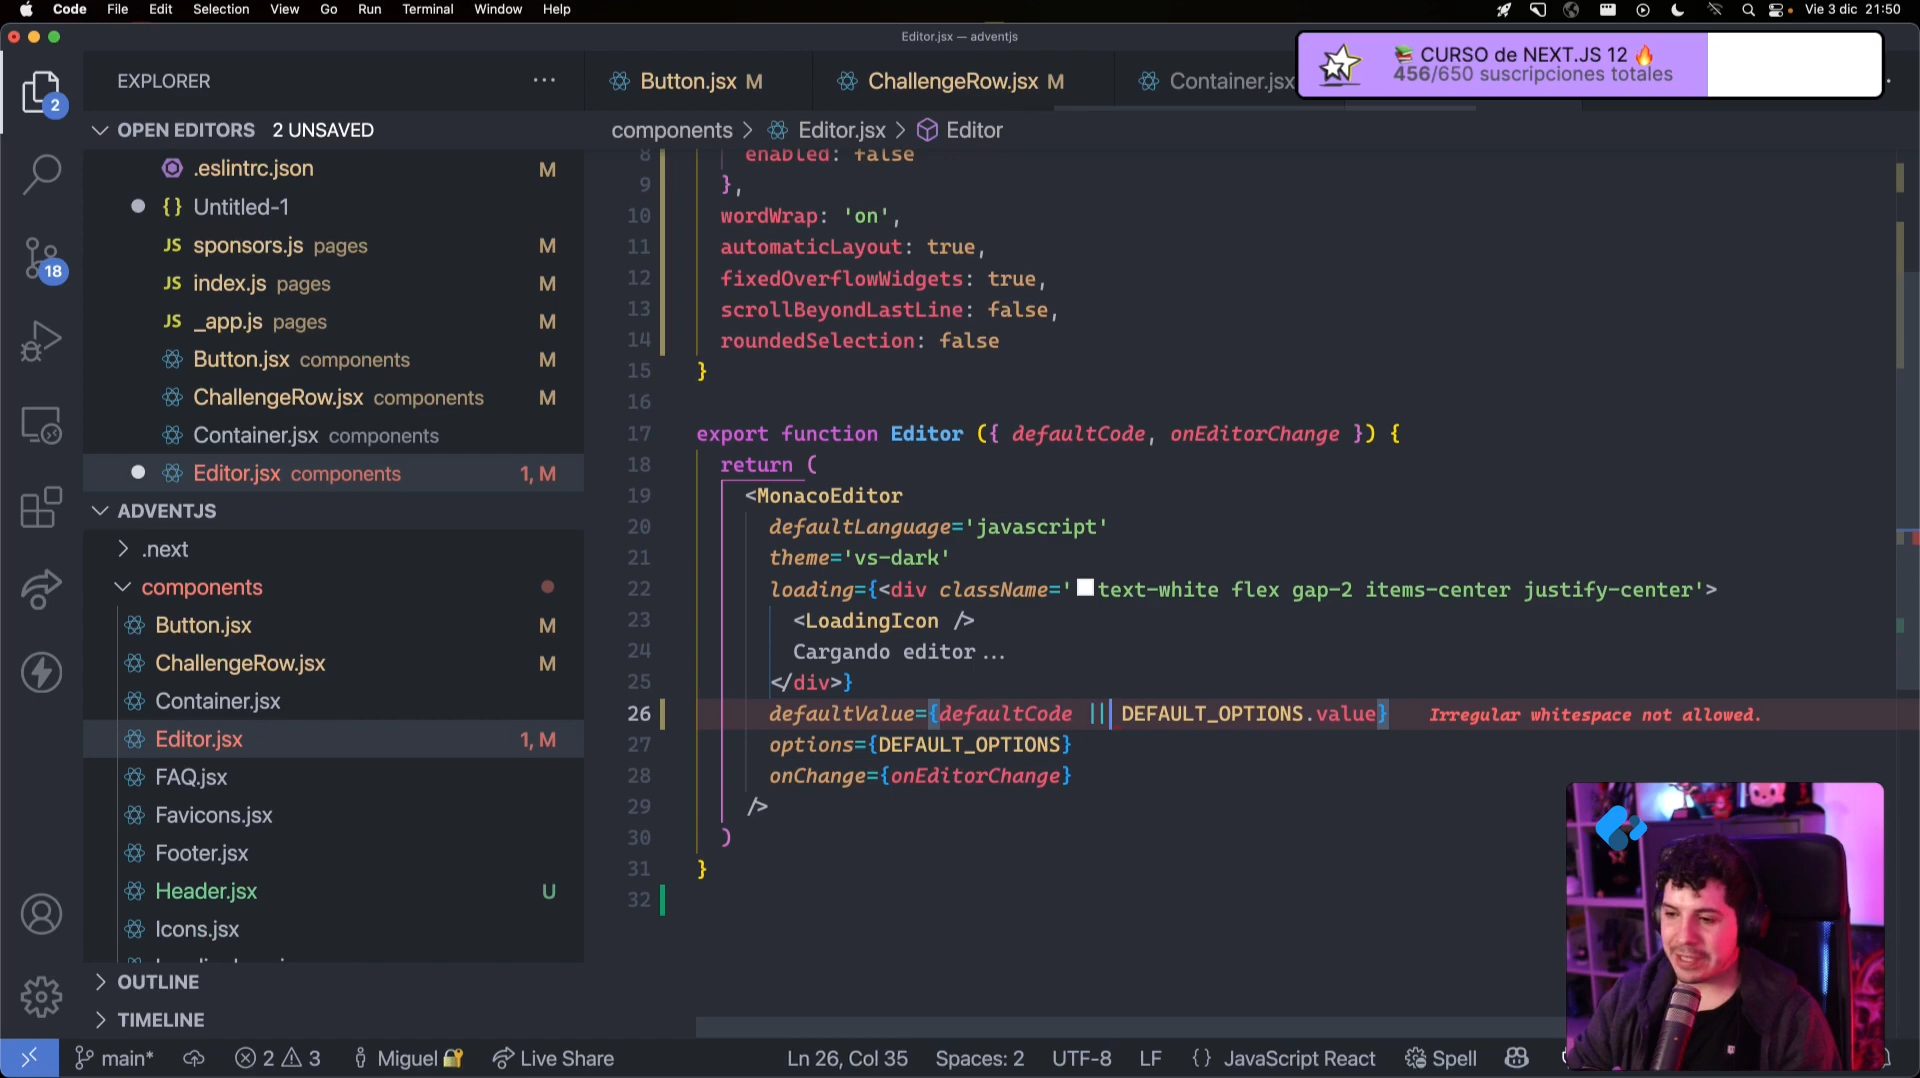 Code File Edit Selection View Go Run Terminal Window Help
Vie 3 dic 21:50
Editor.jsx — adventjs
CURSO de NEXT.JS 12
456/650 suscripciones totales
2
18
EXPLORER
OPEN EDITORS 2 UNSAVED
.eslintrc.json M
{} Untitled-1
JS sponsors.js pages M
JS index.js pages M
JS _app.js pages M
Button.jsx components M
ChallengeRow.jsx components M
Container.jsx components
Editor.jsx components 1, M
ADVENTJS
.next
components
Button.jsx M
ChallengeRow.jsx M
Container.jsx
Editor.jsx 1, M
FAQ.jsx
Favicons.jsx
Footer.jsx
Header.jsx U
Icons.jsx
OUTLINE
TIMELINE
Button.jsx M ChallengeRow.jsx M Container.jsx
components > Editor.jsx > Editor
8 enabled: false
9 },
10 wordWrap: 'on',
11 automaticLayout: true,
12 fixedOverflowWidgets: true,
13 scrollBeyondLastLine: false,
14 roundedSelection: false
15 }
16
17 export function Editor ({ defaultCode, onEditorChange }) {
18 return (
19 <MonacoEditor
20 defaultLanguage='javascript'
21 theme='vs-dark'
22 loading={<div className='text-white flex gap-2 items-center justify-center'>
23 <LoadingIcon />
24 Cargando editor...
25 </div>}
26 defaultValue={defaultCode || DEFAULT_OPTIONS.value} Irregular whitespace not allowed.
27 options={DEFAULT_OPTIONS}
28 onChange={onEditorChange}
29 />
30 )
31 }
32
main* 2 3 Miguel Live Share Ln 26, Col 35 Spaces: 2 UTF-8 LF {} JavaScript React Spell